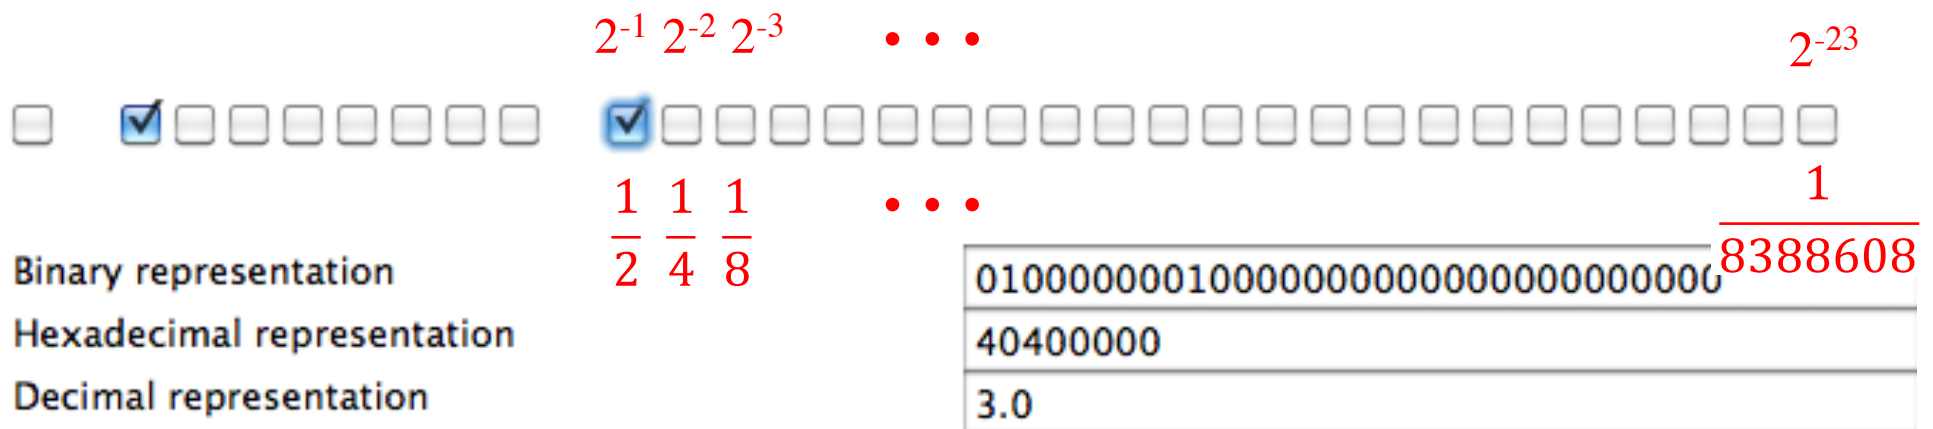 2⁻¹ 2⁻² 2⁻³ • • • 2⁻²³
1/2 1/4 1/8 • • • 1/8388608
Binary representation 01000000010000000000000000000000
Hexadecimal representation 40400000
Decimal representation 3.0